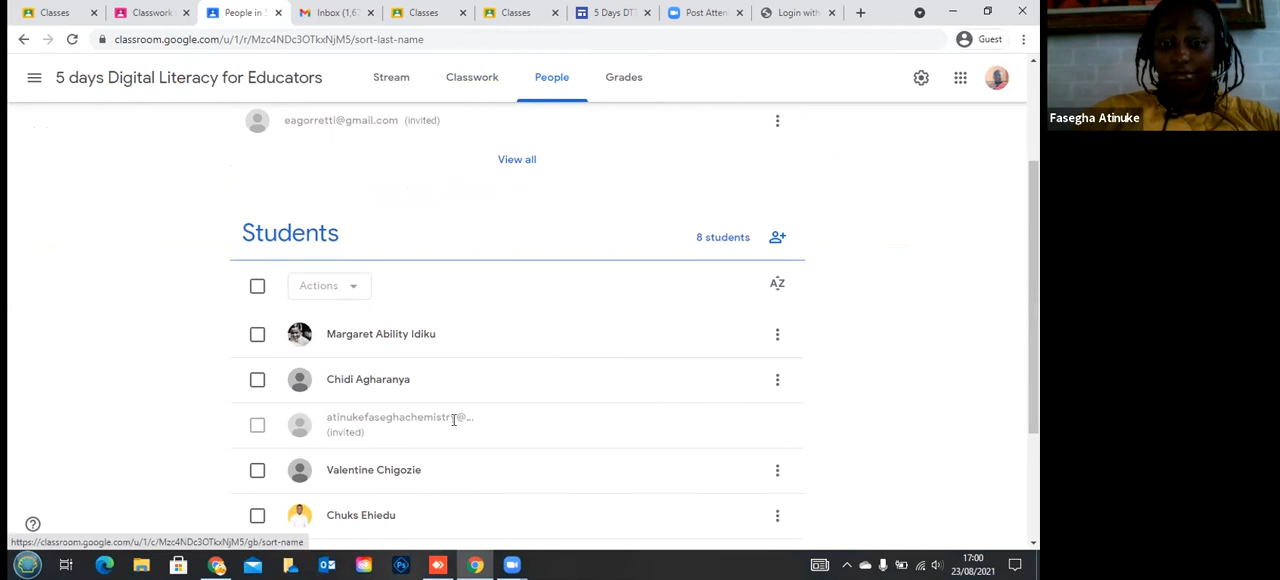 Classes
Classwork
People in
Inbox (1,6
Classes
Classes
5 Days DT
Post Atten
Login with
classroom.google.com/u/1/r/Mzc4NDc3OTkxNjM5/sort-last-name
Guest
5 days Digital Literacy for Educators
Stream
Classwork
People
Grades
Fasegha Atinuke
eagorretti@gmail.com (invited)
View all
Students
8 students
Actions
AZ
Margaret Ability Idiku
Chidi Agharanya
atinukefaseghachemistry@...
(invited)
Valentine Chigozie
Chuks Ehiedu
https://classroom.google.com/u/1/c/Mzc4NDc3OTkxNjM5/gb/sort-name
17:00
23/08/2021